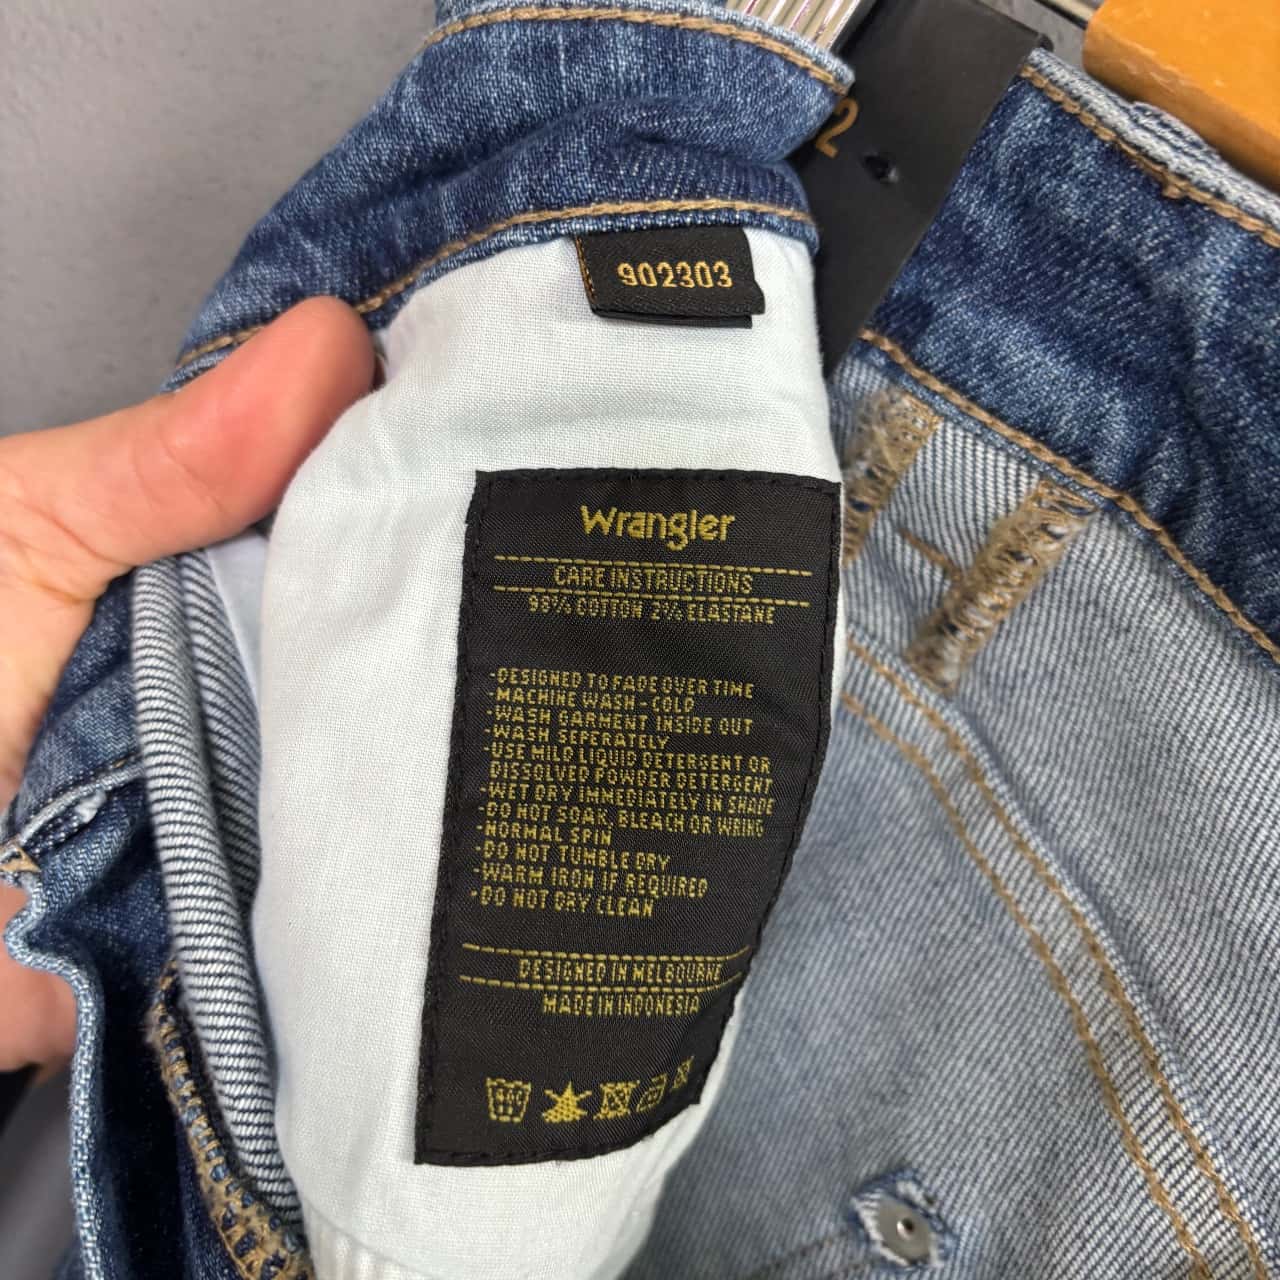 2
902303
Wrangler
CARE INSTRUCTIONS
98% COTTON 2% ELASTANE
-DESIGNED TO FADE OVER TIME
-MACHINE WASH - COLD
-WASH GARMENT INSIDE OUT
-WASH SEPERATELY
-USE MILD LIQUID DETERGENT OR
DISSOLVED POWDER DETERGENT
-WET DRY IMMEDIATELY IN SHADE
-DO NOT SOAK, BLEACH OR WRING
-NORMAL SPIN
-DO NOT TUMBLE DRY
-WARM IRON IF REQUIRED
-DO NOT DRY CLEAN
DESIGNED IN MELBOURNE
MADE IN INDONESIA